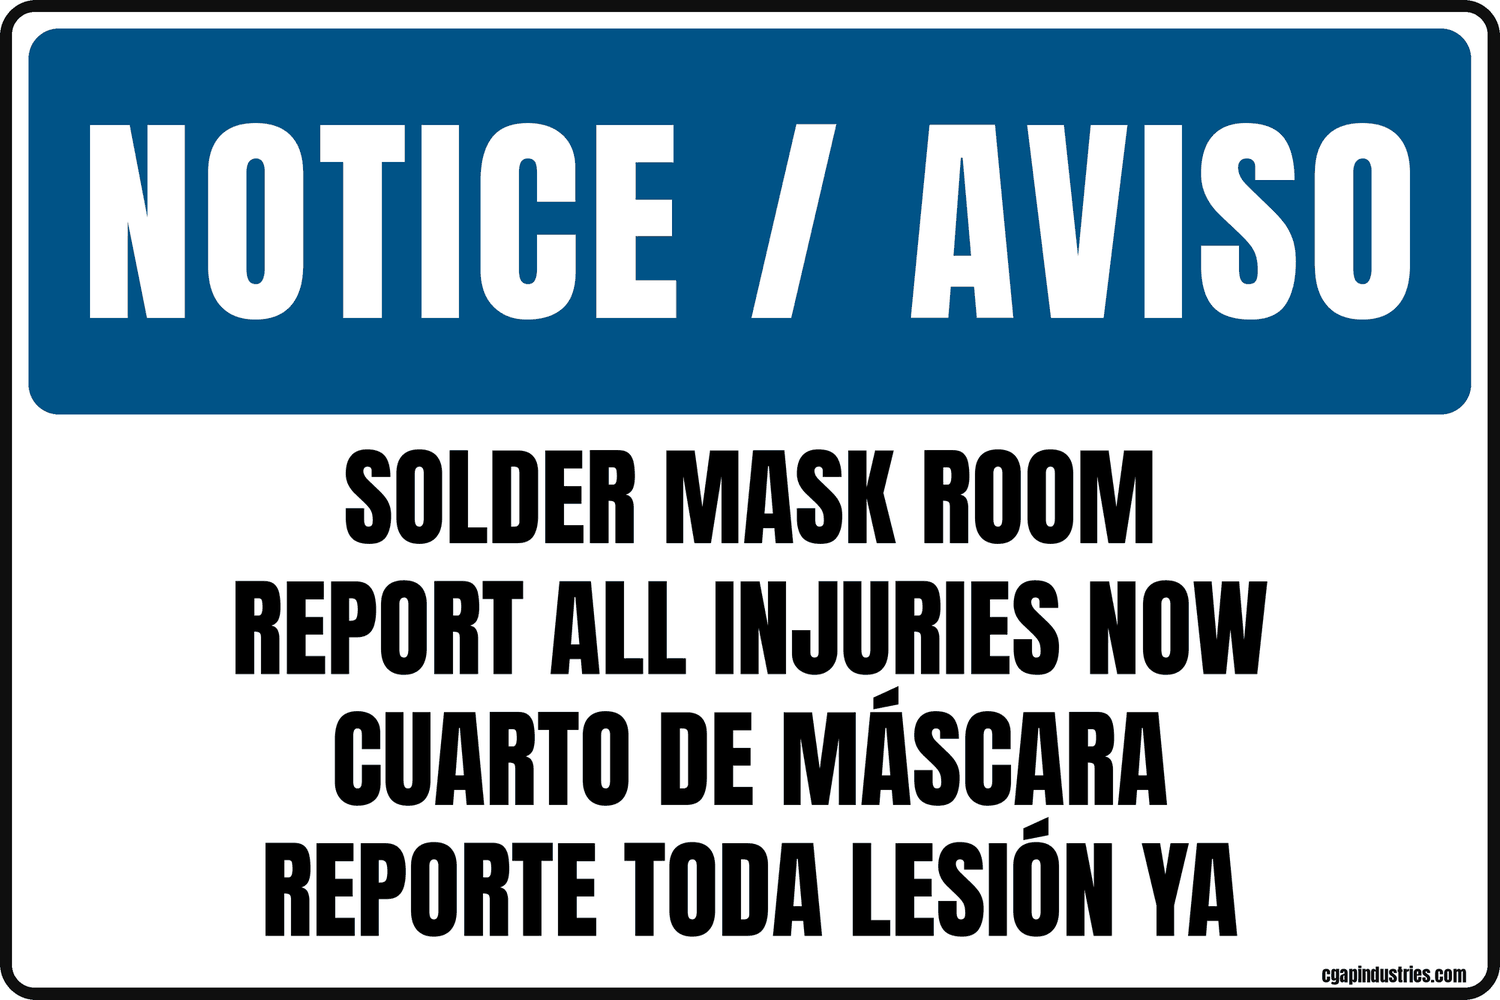 NOTICE / AVISO
SOLDER MASK ROOM
REPORT ALL INJURIES NOW
CUARTO DE MÁSCARA
REPORTE TODA LESIÓN YA
cgapindustries.com